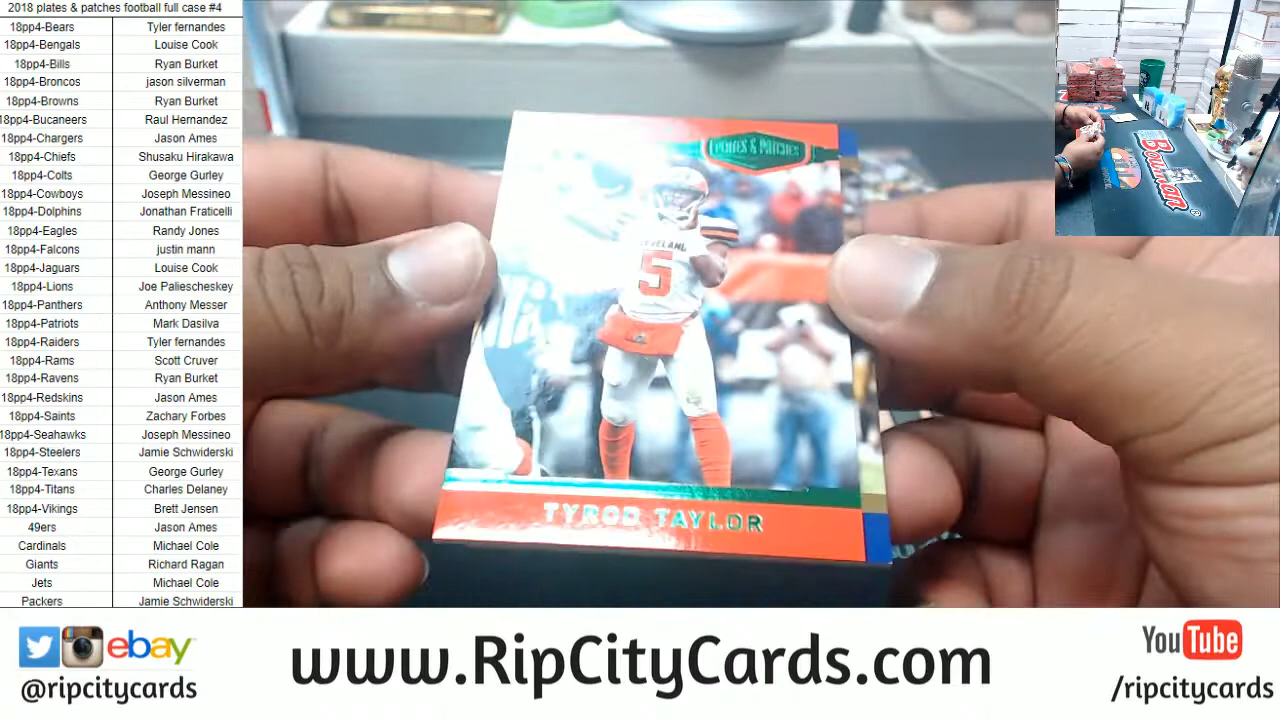 2018 plates & patches football full case #4
18pp4-Bears Tyler fernandes
18pp4-Bengals Louise Cook
18pp4-Bills Ryan Burket
18pp4-Broncos jason silverman
18pp4-Browns Ryan Burket
18pp4-Bucaneers Raul Hernandez
18pp4-Chargers Jason Ames
18pp4-Chiefs Shusaku Hirakawa
18pp4-Colts George Gurley
18pp4-Cowboys Joseph Messineo
18pp4-Dolphins Jonathan Fraticelli
18pp4-Eagles Randy Jones
18pp4-Falcons justin mann
18pp4-Jaguars Louise Cook
18pp4-Lions Joe Paliescheskey
18pp4-Panthers Anthony Messer
18pp4-Patriots Mark Dasilva
18pp4-Raiders Tyler fernandes
18pp4-Rams Scott Cruver
18pp4-Ravens Ryan Burket
18pp4-Redskins Jason Ames
18pp4-Saints Zachary Forbes
18pp4-Seahawks Joseph Messineo
18pp4-Steelers Jamie Schwiderski
18pp4-Texans George Gurley
18pp4-Titans Charles Delaney
18pp4-Vikings Brett Jensen
49ers Jason Ames
Cardinals Michael Cole
Giants Richard Ragan
Jets Michael Cole
Packers Jamie Schwiderski
PLATES & PATCHES
CLEVELAND
5
TYROD TAYLOR
Bowman
ebay
@ripcitycards
www.RipCityCards.com
YouTube
/ripcitycards